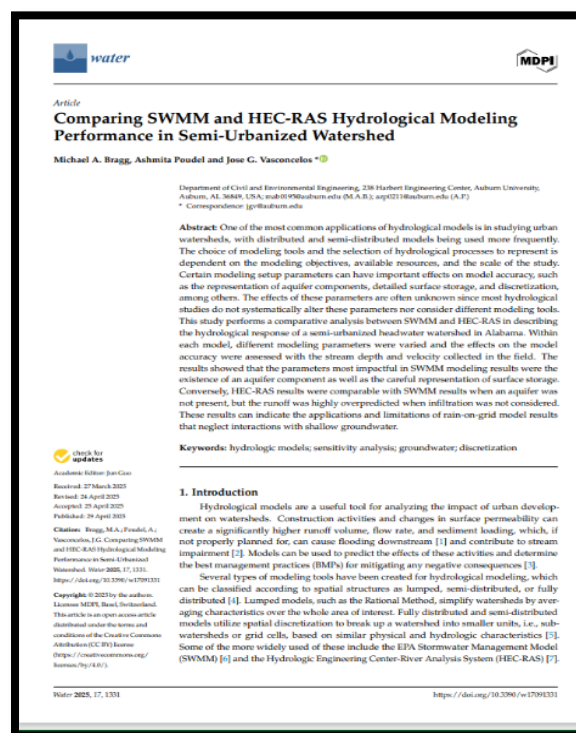 water
MDPI
Article
Comparing SWMM and HEC-RAS Hydrological Modeling
Performance in Semi-Urbanized Watershed
Michael A. Bragg, Ashmita Poudel and Jose G. Vasconcelos *
Department of Civil and Environmental Engineering, 238 Harbert Engineering Center, Auburn University,
Auburn, AL 36849, USA; mab0195@auburn.edu (M.A.B.); azp0211@auburn.edu (A.P.)
* Correspondence: jgv@auburn.edu
Abstract: One of the most common applications of hydrological models is in studying urban
watersheds, with distributed and semi-distributed models being used more frequently.
The choice of modeling tools and the selection of hydrological processes to represent is
dependent on the modeling objectives, available resources, and the scale of the study.
Certain modeling setup parameters can have important effects on model accuracy, such
as the representation of aquifer components, detailed surface storage, and discretization,
among others. The effects of these parameters are often unknown since most hydrological
studies do not systematically alter these parameters nor consider different modeling tools.
This study performs a comparative analysis between SWMM and HEC-RAS in describing
the hydrological response of a semi-urbanized headwater watershed in Alabama. Within
each model, different modeling parameters were varied and the effects on the model
accuracy were assessed with the stream depth and velocity collected in the field. The
results showed that the parameters most impactful in SWMM modeling results were the
existence of an aquifer component as well as the careful representation of surface storage.
Conversely, HEC-RAS results were comparable with SWMM results when an aquifer was
not present, but the runoff was highly overpredicted when infiltration was not considered.
These results can indicate the applications and limitations of rain-on-grid model results
that neglect interactions with shallow groundwater.
Keywords: hydrologic models; sensitivity analysis; groundwater; discretization
check for
updates
Academic Editor: Jun Guo
Received: 27 March 2025
Revised: 24 April 2025
Accepted: 25 April 2025
Published: 29 April 2025
Citation: Bragg, M.A.; Poudel, A.;
Vasconcelos, J.G. Comparing SWMM
and HEC-RAS Hydrological Modeling
Performance in Semi-Urbanized
Watershed. Water 2025, 17, 1331.
https://doi.org/10.3390/w17091331
Copyright: © 2025 by the authors.
Licensee MDPI, Basel, Switzerland.
This article is an open access article
distributed under the terms and
conditions of the Creative Commons
Attribution (CC BY) license
(https://creativecommons.org/
licenses/by/4.0/).
1. Introduction
Hydrological models are a useful tool for analyzing the impact of urban develop-
ment on watersheds. Construction activities and changes in surface permeability can
create a significantly higher runoff volume, flow rate, and sediment loading, which, if
not properly planned for, can cause flooding downstream [1] and contribute to stream
impairment [2]. Models can be used to predict the effects of these activities and determine
the best management practices (BMPs) for mitigating any negative consequences [3].
Several types of modeling tools have been created for hydrological modeling, which
can be classified according to spatial structures as lumped, semi-distributed, or fully
distributed [4]. Lumped models, such as the Rational Method, simplify watersheds by aver-
aging characteristics over the whole area of interest. Fully distributed and semi-distributed
models utilize spatial discretization to break up a watershed into smaller units, i.e., sub-
watersheds or grid cells, based on similar physical and hydrologic characteristics [5].
Some of the more widely used of these include the EPA Stormwater Management Model
(SWMM) [6] and the Hydrologic Engineering Center-River Analysis System (HEC-RAS) [7].
Water 2025, 17, 1331
https://doi.org/10.3390/w17091331